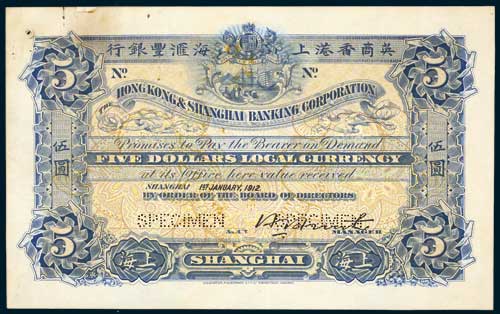 行銀豐滙海上港香商英
5 5
Nº Nº
THE HONG KONG & SHANGHAI BANKING CORPORATION
Promises to Pay the Bearer on Demand
伍圓 伍圓
FIVE DOLLARS LOCAL CURRENCY
at its Office here value received
SHANGHAI 1ST JANUARY, 1912.
BY ORDER OF THE BOARD OF DIRECTORS
SPECIMEN SPECIMEN
MANAGER
5 5
海上 SHANGHAI 海上